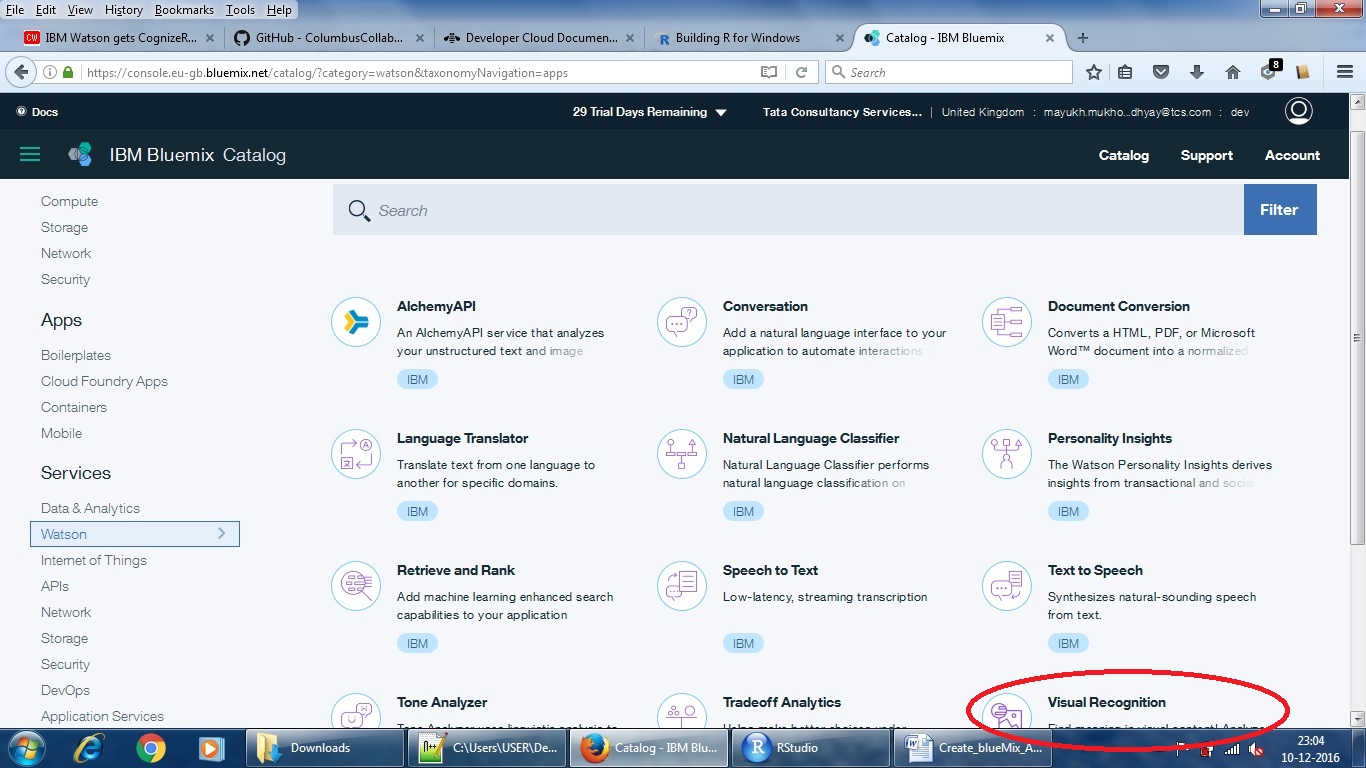 File Edit View History Bookmarks Tools Help
IBM Watson gets CognizeR... × GitHub - ColumbusCollab... × Developer Cloud Documen... × Building R for Windows × Catalog - IBM Bluemix × +
https://console.eu-gb.bluemix.net/catalog/?category=watson&taxonomyNavigation=apps Search 8
Docs 29 Trial Days Remaining Tata Consultancy Services... | United Kingdom : mayukh.mukho...dhyay@tcs.com : dev
IBM Bluemix Catalog Catalog Support Account
Compute
Storage
Network
Security
Apps
Boilerplates
Cloud Foundry Apps
Containers
Mobile
Services
Data & Analytics
Watson
Internet of Things
APIs
Network
Storage
Security
DevOps
Application Services
Search Filter
AlchemyAPI
An AlchemyAPI service that analyzes
your unstructured text and image
IBM
Conversation
Add a natural language interface to your
application to automate interactions
IBM
Document Conversion
Converts a HTML, PDF, or Microsoft
Word™ document into a normalized
IBM
Language Translator
Translate text from one language to
another for specific domains.
IBM
Natural Language Classifier
Natural Language Classifier performs
natural language classification on
IBM
Personality Insights
The Watson Personality Insights derives
insights from transactional and social
IBM
Retrieve and Rank
Add machine learning enhanced search
capabilities to your application
IBM
Speech to Text
Low-latency, streaming transcription
IBM
Text to Speech
Synthesizes natural-sounding speech
from text.
IBM
Tone Analyzer
Tradeoff Analytics
Visual Recognition
Downloads C:\Users\USER\De... Catalog - IBM Blu... RStudio Create_blueMix_A... 23:04
10-12-2016